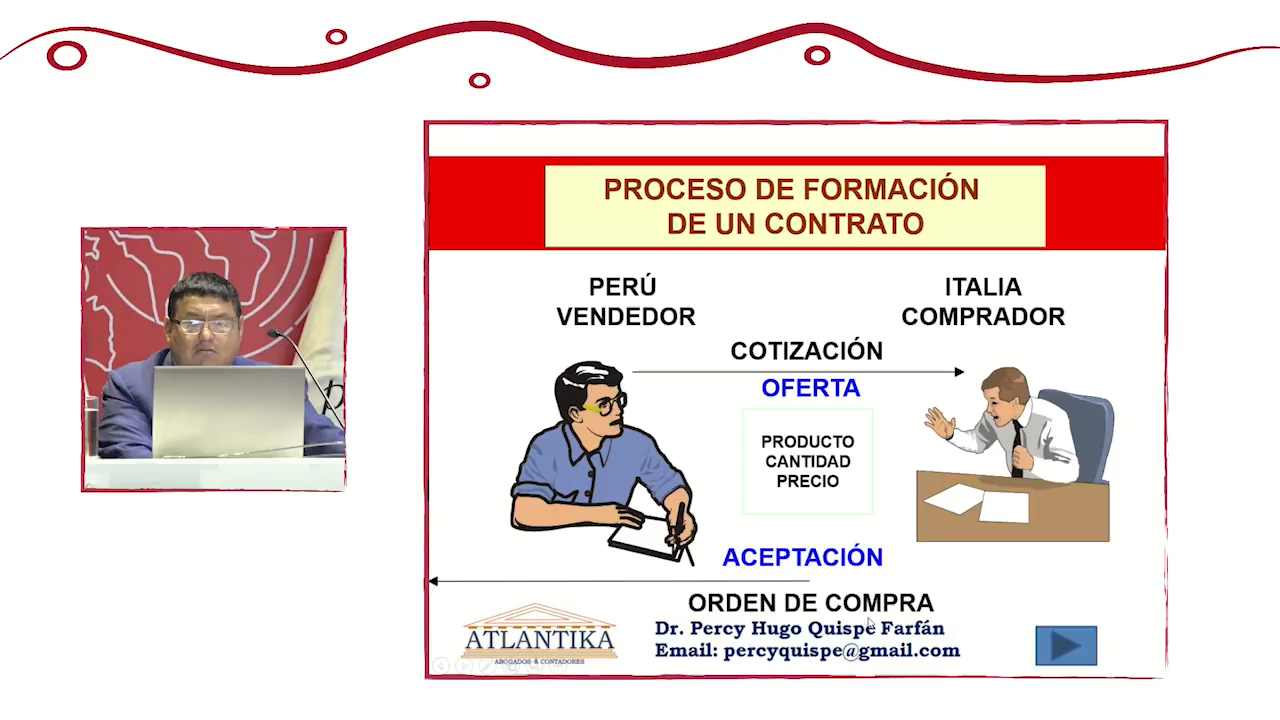 PROCESO DE FORMACIÓN
DE UN CONTRATO
PERÚ
VENDEDOR
ITALIA
COMPRADOR
COTIZACIÓN
OFERTA
PRODUCTO
CANTIDAD
PRECIO
ACEPTACIÓN
ORDEN DE COMPRA
ATLANTIKA
ABOGADOS & CONTADORES
Dr. Percy Hugo Quispe Farfán
Email: percyquispe@gmail.com